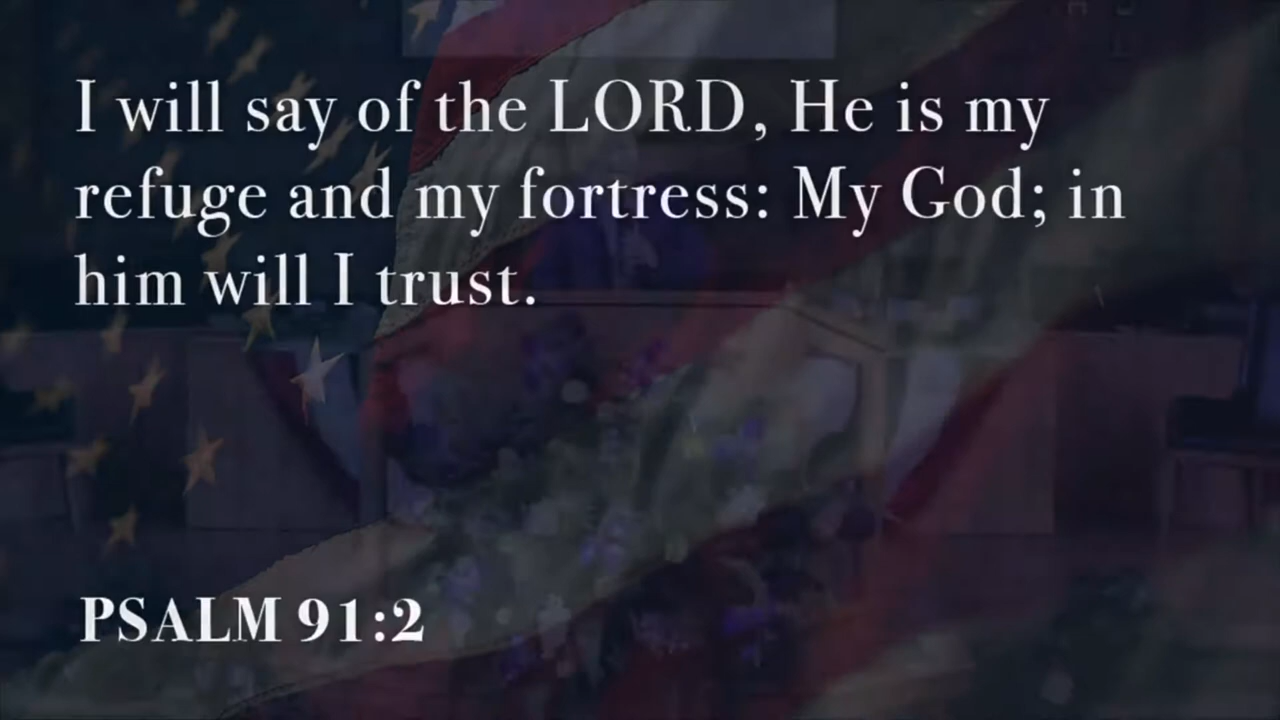 I will say of the LORD, He is my
refuge and my fortress: My God; in
him will I trust.
PSALM 91:2